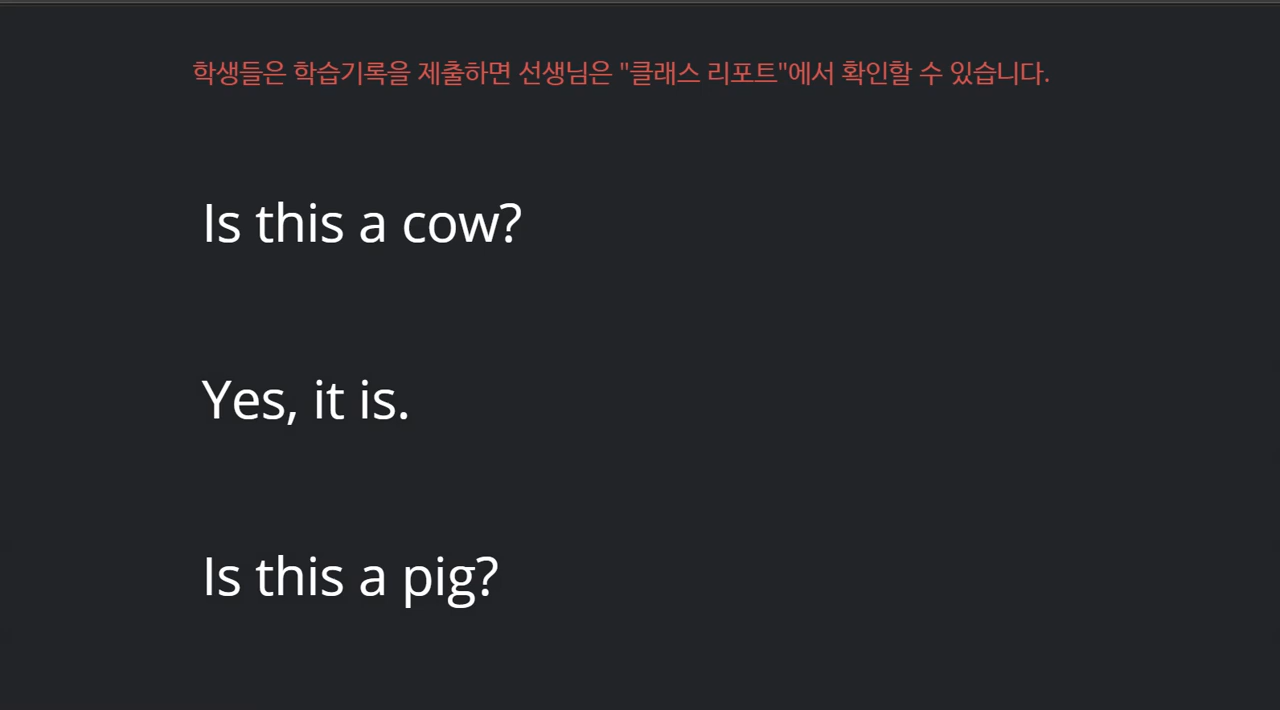 학생들은 학습기록을 제출하면 선생님은 "클래스 리포트"에서 확인할 수 있습니다.
Is this a cow?
Yes, it is.
Is this a pig?